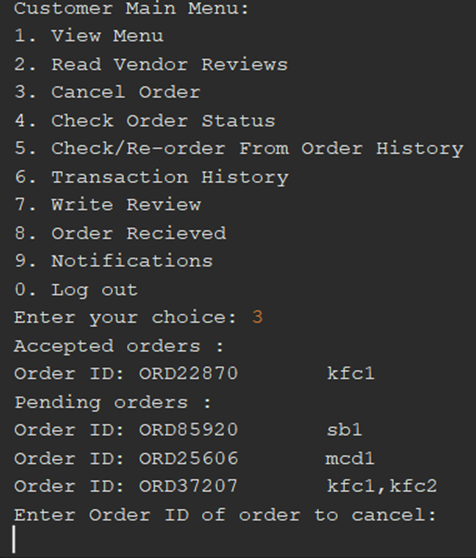 Customer Main Menu:
1. View Menu
2. Read Vendor Reviews
3. Cancel Order
4. Check Order Status
5. Check/Re-order From Order History
6. Transaction History
7. Write Review
8. Order Recieved
9. Notifications
0. Log out
Enter your choice: 3
Accepted orders :
Order ID: ORD22870 kfc1
Pending orders :
Order ID: ORD85920 sb1
Order ID: ORD25606 mcd1
Order ID: ORD37207 kfc1,kfc2
Enter Order ID of order to cancel: